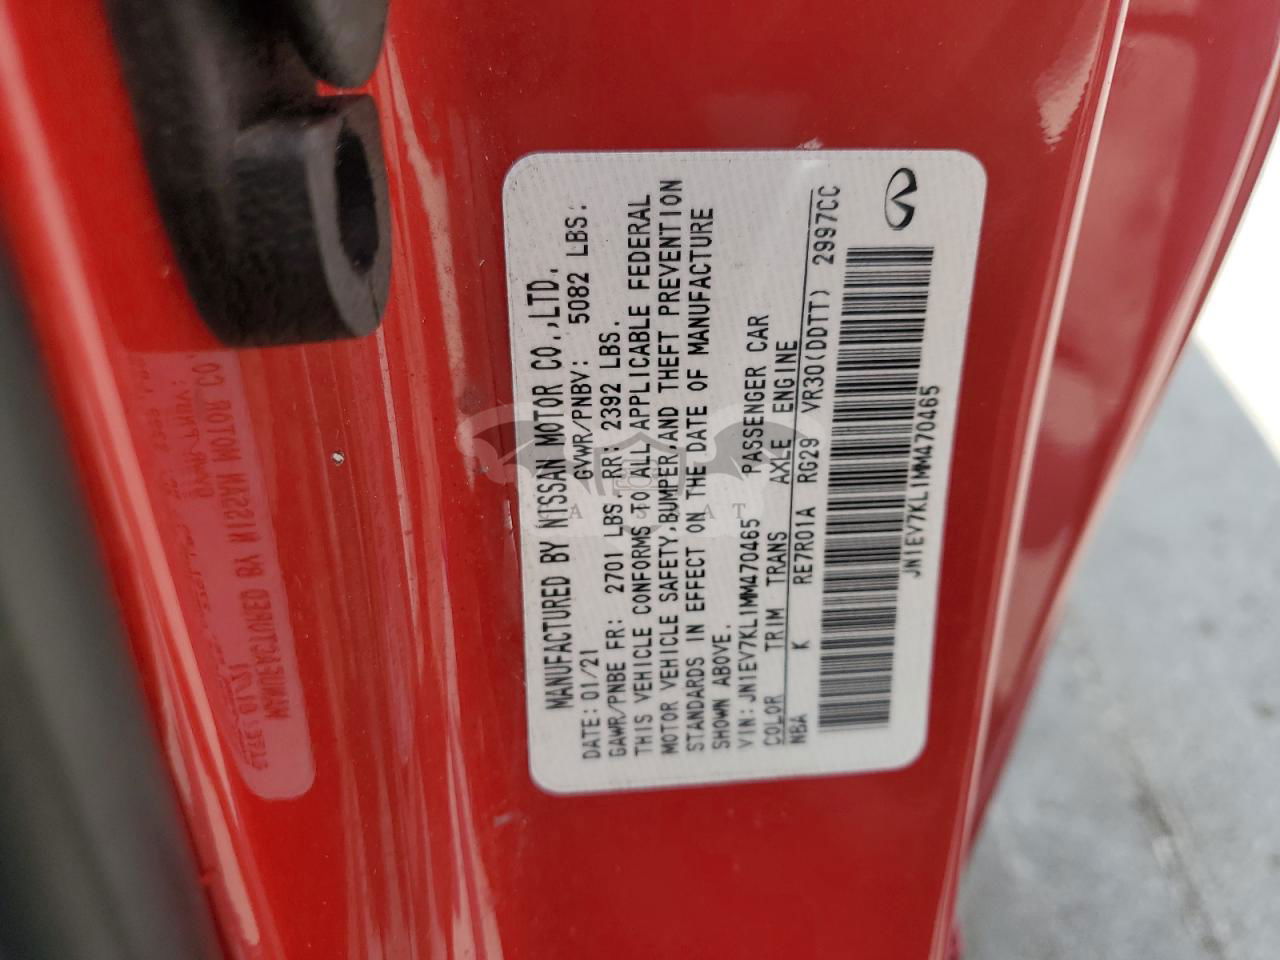 MANUFACTURED BY NISSAN MOTOR CO.,LTD.
DATE:01/21 GVWR/PNBV: 5082 LBS:
GAWR/PNBE FR: 2701 LBS.RR: 2392 LBS.
THIS VEHICLE CONFORMS TO ALL APPLICABLE FEDERAL
MOTOR VEHICLE SAFETY,BUMPER,AND THEFT PREVENTION
STANDARDS IN EFFECT ON THE DATE OF MANUFACTURE
SHOWN ABOVE.
VIN:JN1EV7KL1MM470465 PASSENGER CAR
COLOR TRIM TRANS AXLE ENGINE
NBA K RE7R01A RG29 VR30(DDTT) 2997CC
JN1EV7KL1MM470465